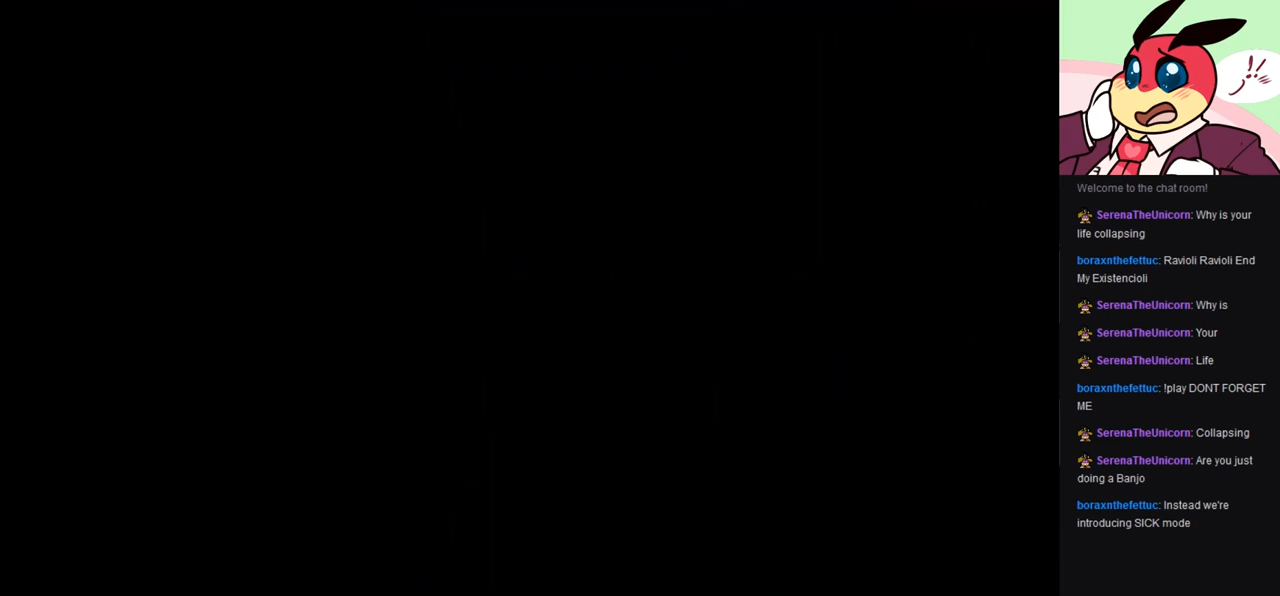 !!
Welcome to the chat room!
SerenaTheUnicorn: Why is your
life collapsing
boraxnthefettuc: Ravioli Ravioli End
My Existencioli
SerenaTheUnicorn: Why is
SerenaTheUnicorn: Your
SerenaTheUnicorn: Life
boraxnthefettuc: !play DONT FORGET
ME
SerenaTheUnicorn: Collapsing
SerenaTheUnicorn: Are you just
doing a Banjo
boraxnthefettuc: Instead we're
introducing SICK mode